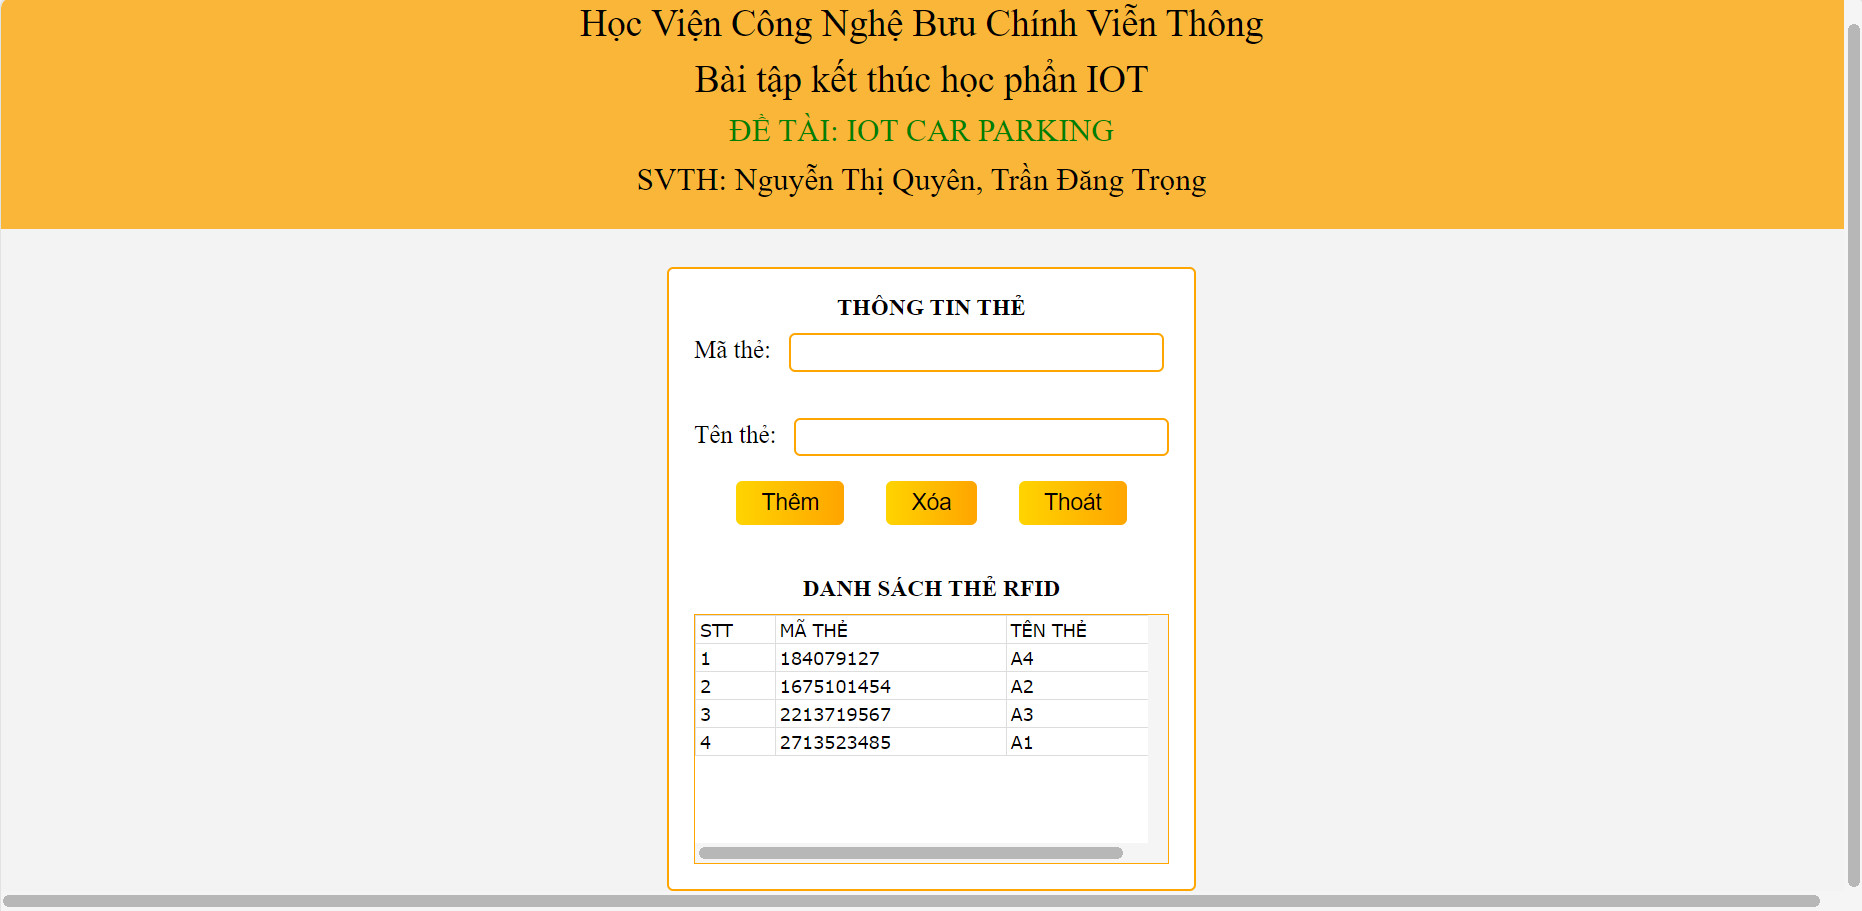 Học Viện Công Nghệ Bưu Chính Viễn Thông
Bài tập kết thúc học phẩn IOT
ĐỀ TÀI: IOT CAR PARKING
SVTH: Nguyễn Thị Quyên, Trần Đăng Trọng
THÔNG TIN THẺ
Mã thẻ:
Tên thẻ:
Thêm Xóa Thoát
DANH SÁCH THẺ RFID
STT MÃ THẺ TÊN THẺ
1 184079127 A4
2 1675101454 A2
3 2213719567 A3
4 2713523485 A1